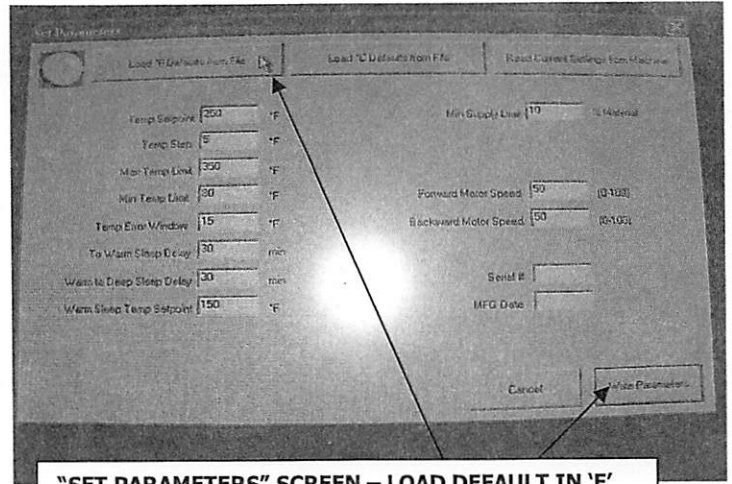 Set Parameters
Load °F Defaults from File
Load °C Defaults from File
Read Current Settings from Machine
Temp Setpoint 250 °F
Min Supply Limit 10 % Material
Temp Step 5 °F
Max Temp Limit 350 °F
Min Temp Limit 80 °F
Forward Motor Speed 50 (0-100)
Temp Error Window 15 °F
Backward Motor Speed 50 (0-100)
To Warm Sleep Delay 30 min
Warm to Deep Sleep Delay 30 min
Serial #
Warm Sleep Temp Setpoint 150 °F
MFG Date
Cancel
Write Parameters
"SET PARAMETERS" SCREEN – LOAD DEFAULT IN 'F'